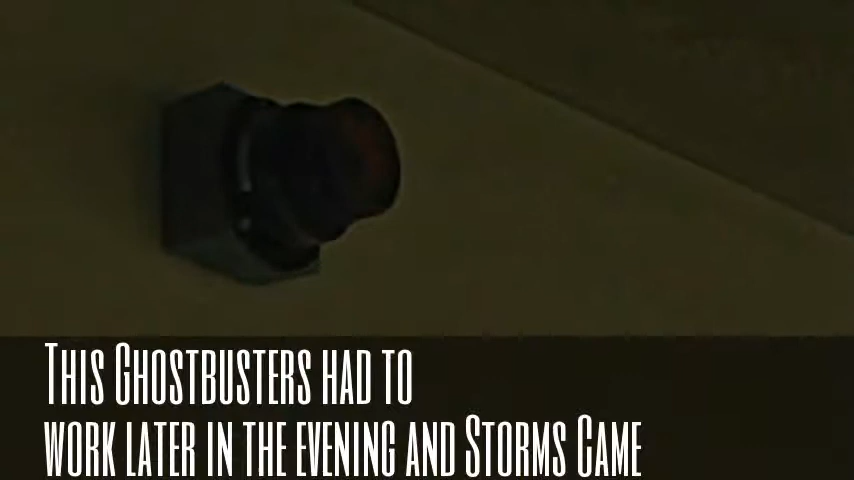 This Ghostbusters had to
work later in the evening and Storms Came